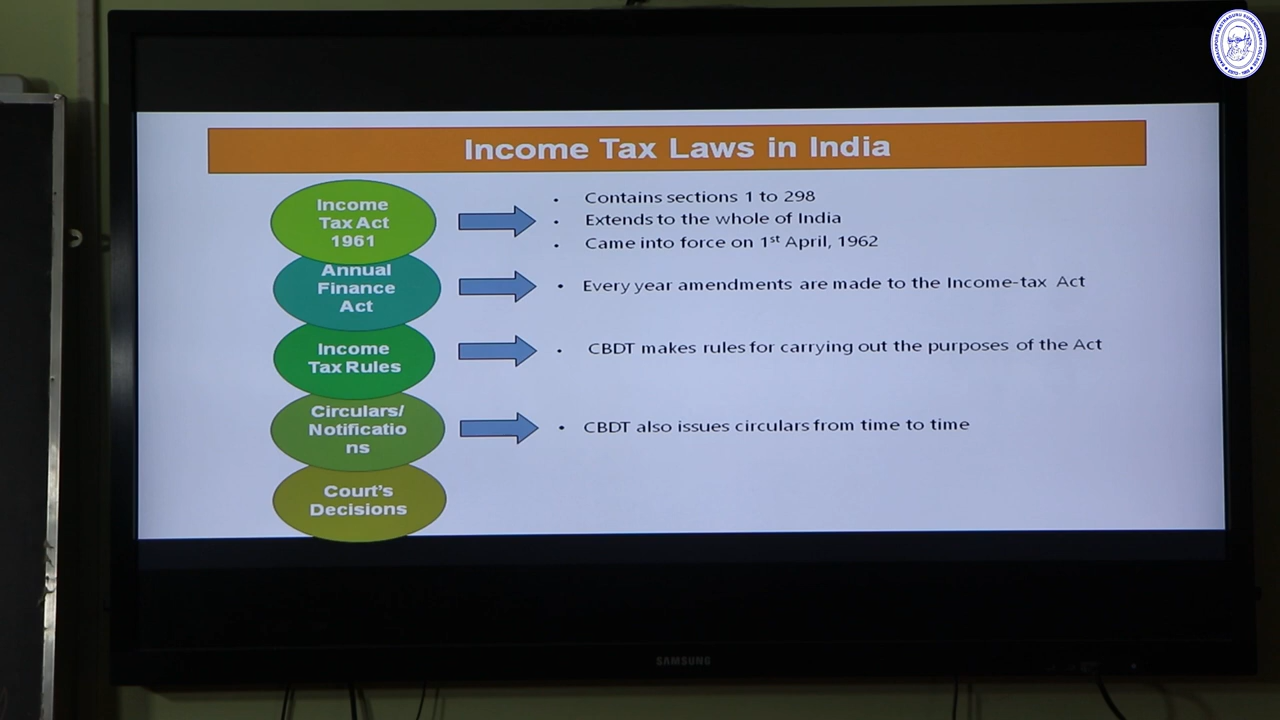 Income Tax Laws in India
Income
Tax Act
1961
• Contains sections 1 to 298
• Extends to the whole of India
• Came into force on 1st April, 1962
Annual
Finance
Act
• Every year amendments are made to the Income-tax Act
Income
Tax Rules
• CBDT makes rules for carrying out the purposes of the Act
Circulars/
Notificatio
ns
• CBDT also issues circulars from time to time
Court's
Decisions
SAMSUNG